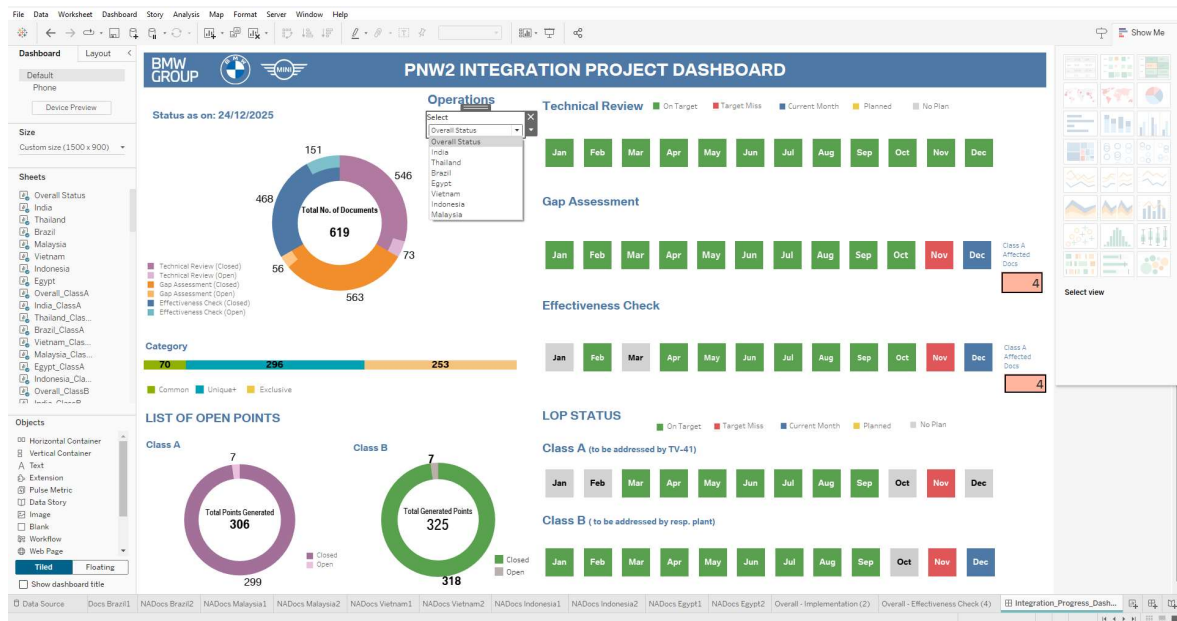 File Data Worksheet Dashboard Story Analysis Map Format Server Window Help
Show Me
Dashboard Layout
Default
Phone
Device Preview
Size
Custom size (1500 x 900)
Sheets
Overall Status
India
Thailand
Brazil
Malaysia
Vietnam
Indonesia
Egypt
Overall_ClassA
India_ClassA
Thailand_Clas...
Brazil_ClassA
Vietnam_Clas...
Malaysia_Clas...
Egypt_ClassA
Indonesia_Cla...
Overall_ClassB
India_ClassB
Objects
Horizontal Container
Vertical Container
A Text
Extension
Pulse Metric
Data Story
Image
Blank
Workflow
Web Page
Tiled Floating
Show dashboard title
BMW
GROUP
BMW
MINI
PNW2 INTEGRATION PROJECT DASHBOARD
Status as on: 24/12/2025
151
546
468
Total No. of Documents
619
73
56
563
Technical Review (Closed)
Technical Review (Open)
Gap Assessment (Closed)
Gap Assessment (Open)
Effectiveness Check (Closed)
Effectiveness Check (Open)
Operations
Select
Overall Status
Overall Status
India
Thailand
Brazil
Egypt
Vietnam
Indonesia
Malaysia
Category
70 296 253
Common Unique+ Exclusive
LIST OF OPEN POINTS
Class A
7
Total Points Generated
306
299
Closed
Open
Class B
7
Total Generated Points
325
318
Closed
Open
Technical Review On Target Target Miss Current Month Planned No Plan
Jan Feb Mar Apr May Jun Jul Aug Sep Oct Nov Dec
Gap Assessment
Jan Feb Mar Apr May Jun Jul Aug Sep Oct Nov Dec
Class A
Affected
Docs
4
Effectiveness Check
Jan Feb Mar Apr May Jun Jul Aug Sep Oct Nov Dec
Class A
Affected
Docs
4
LOP STATUS
On Target Target Miss Current Month Planned No Plan
Class A (to be addressed by TV-41)
Jan Feb Mar Apr May Jun Jul Aug Sep Oct Nov Dec
Class B ( to be addressed by resp. plant)
Jan Feb Mar Apr May Jun Jul Aug Sep Oct Nov Dec
Select view
Data Source Docs Brazil1 NADocs Brazil2 NADocs Malaysia1 NADocs Malaysia2 NADocs Vietnam1 NADocs Vietnam2 NADocs Indonesia1 NADocs Indonesia2 NADocs Egypt1 NADocs Egypt2 Overall - Implementation (2) Overall - Effectiveness Check (4) Integration_Progress_Dash...